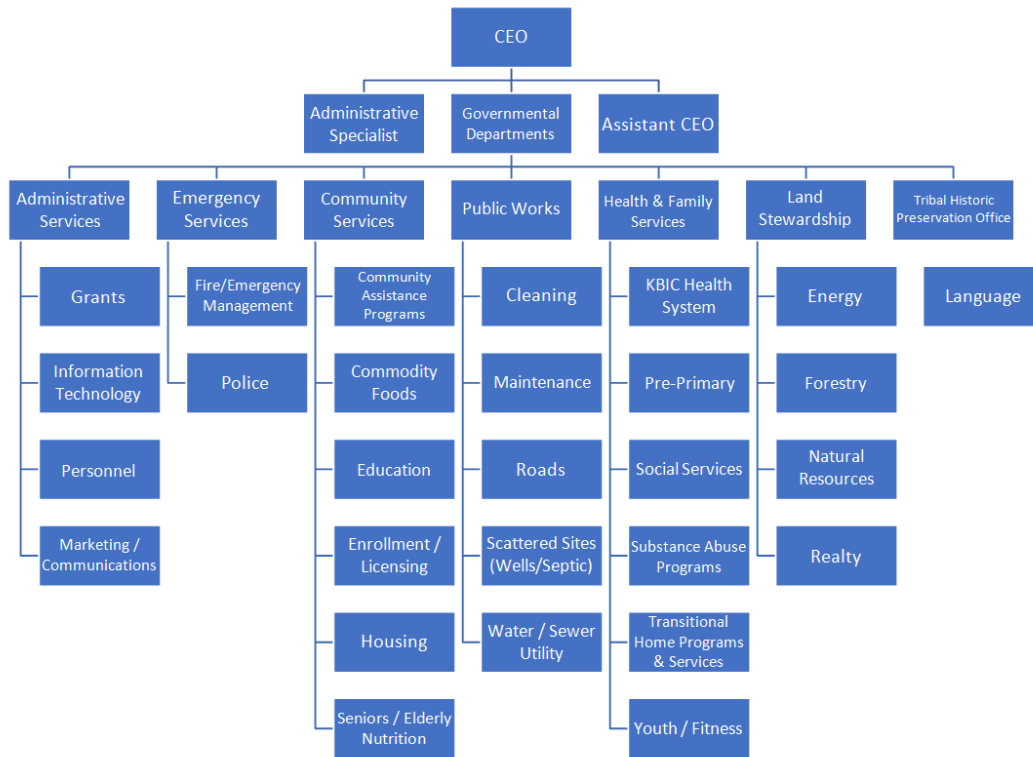 CEO
Administrative
Specialist
Governmental
Departments
Assistant CEO
Administrative
Services
Emergency
Services
Community
Services
Public Works
Health & Family
Services
Land
Stewardship
Tribal Historic
Preservation Office
Grants
Information
Technology
Personnel
Marketing /
Communications
Fire/Emergency
Management
Police
Community
Assistance
Programs
Commodity
Foods
Education
Enrollment /
Licensing
Housing
Seniors / Elderly
Nutrition
Cleaning
Maintenance
Roads
Scattered Sites
(Wells/Septic)
Water / Sewer
Utility
KBIC Health
System
Pre-Primary
Social Services
Substance Abuse
Programs
Transitional
Home Programs
& Services
Youth / Fitness
Energy
Forestry
Natural
Resources
Realty
Language